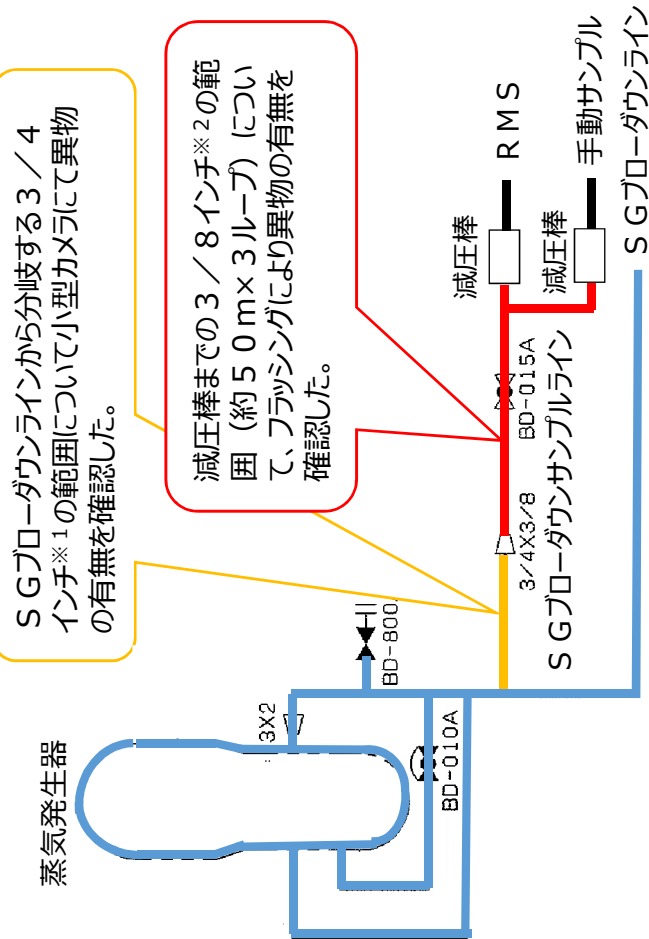 SGブローダウンラインから分岐する3/4
インチ※1の範囲について小型カメラにて異物
の有無を確認した。
減圧棒までの3/8インチ※2の範
囲(約50m×3ループ)につい
て、フラッシングにより異物の有無を
確認した。
蒸気発生器
3X2
BD-800
BD-010A
3/4X3/8
BD-015A
SGブローダウンサンプルライン
減圧棒
RMS
減圧棒
手動サンプル
SGブローダウンライン